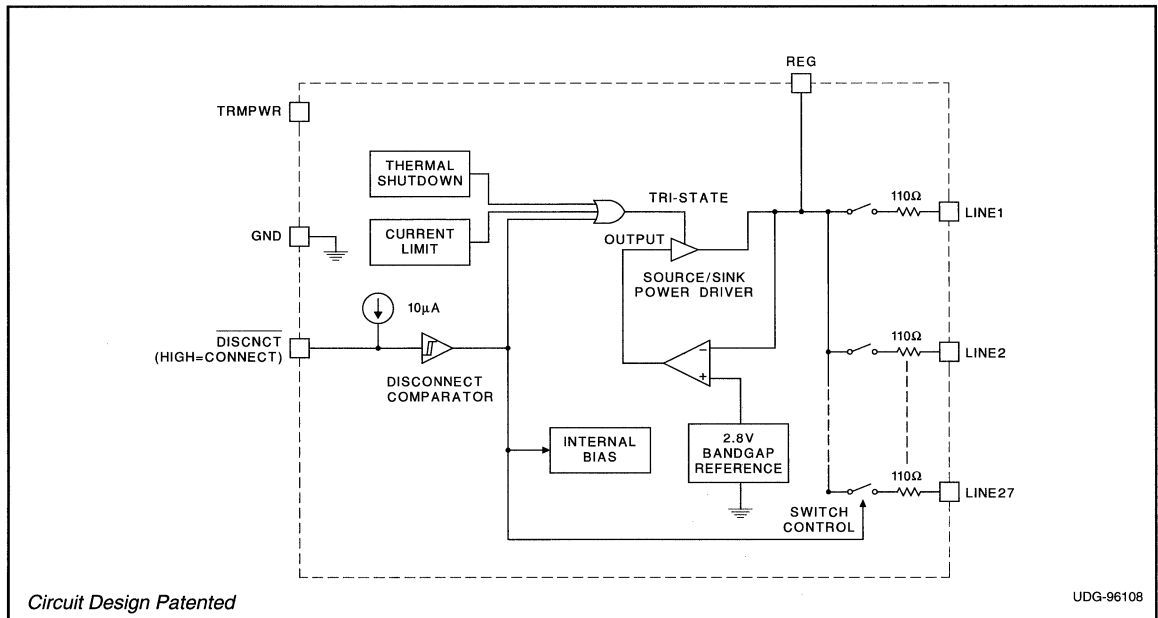 REG
TRMPWR
THERMAL
SHUTDOWN
TRI-STATE
110Ω
LINE1
GND
CURRENT
LIMIT
OUTPUT
SOURCE/SINK
POWER DRIVER
10µA
DISCNCT
(HIGH=CONNECT)
110Ω
LINE2
−
+
DISCONNECT
COMPARATOR
INTERNAL
BIAS
2.8V
BANDGAP
REFERENCE
110Ω
LINE27
SWITCH
CONTROL
Circuit Design Patented
UDG-96108